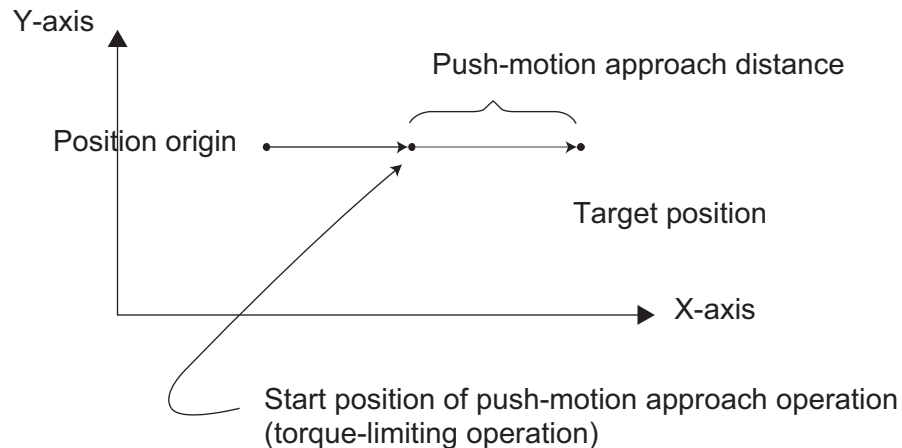 Y-axis
Push-motion approach distance
Position origin
Target position
X-axis
Start position of push-motion approach operation
(torque-limiting operation)